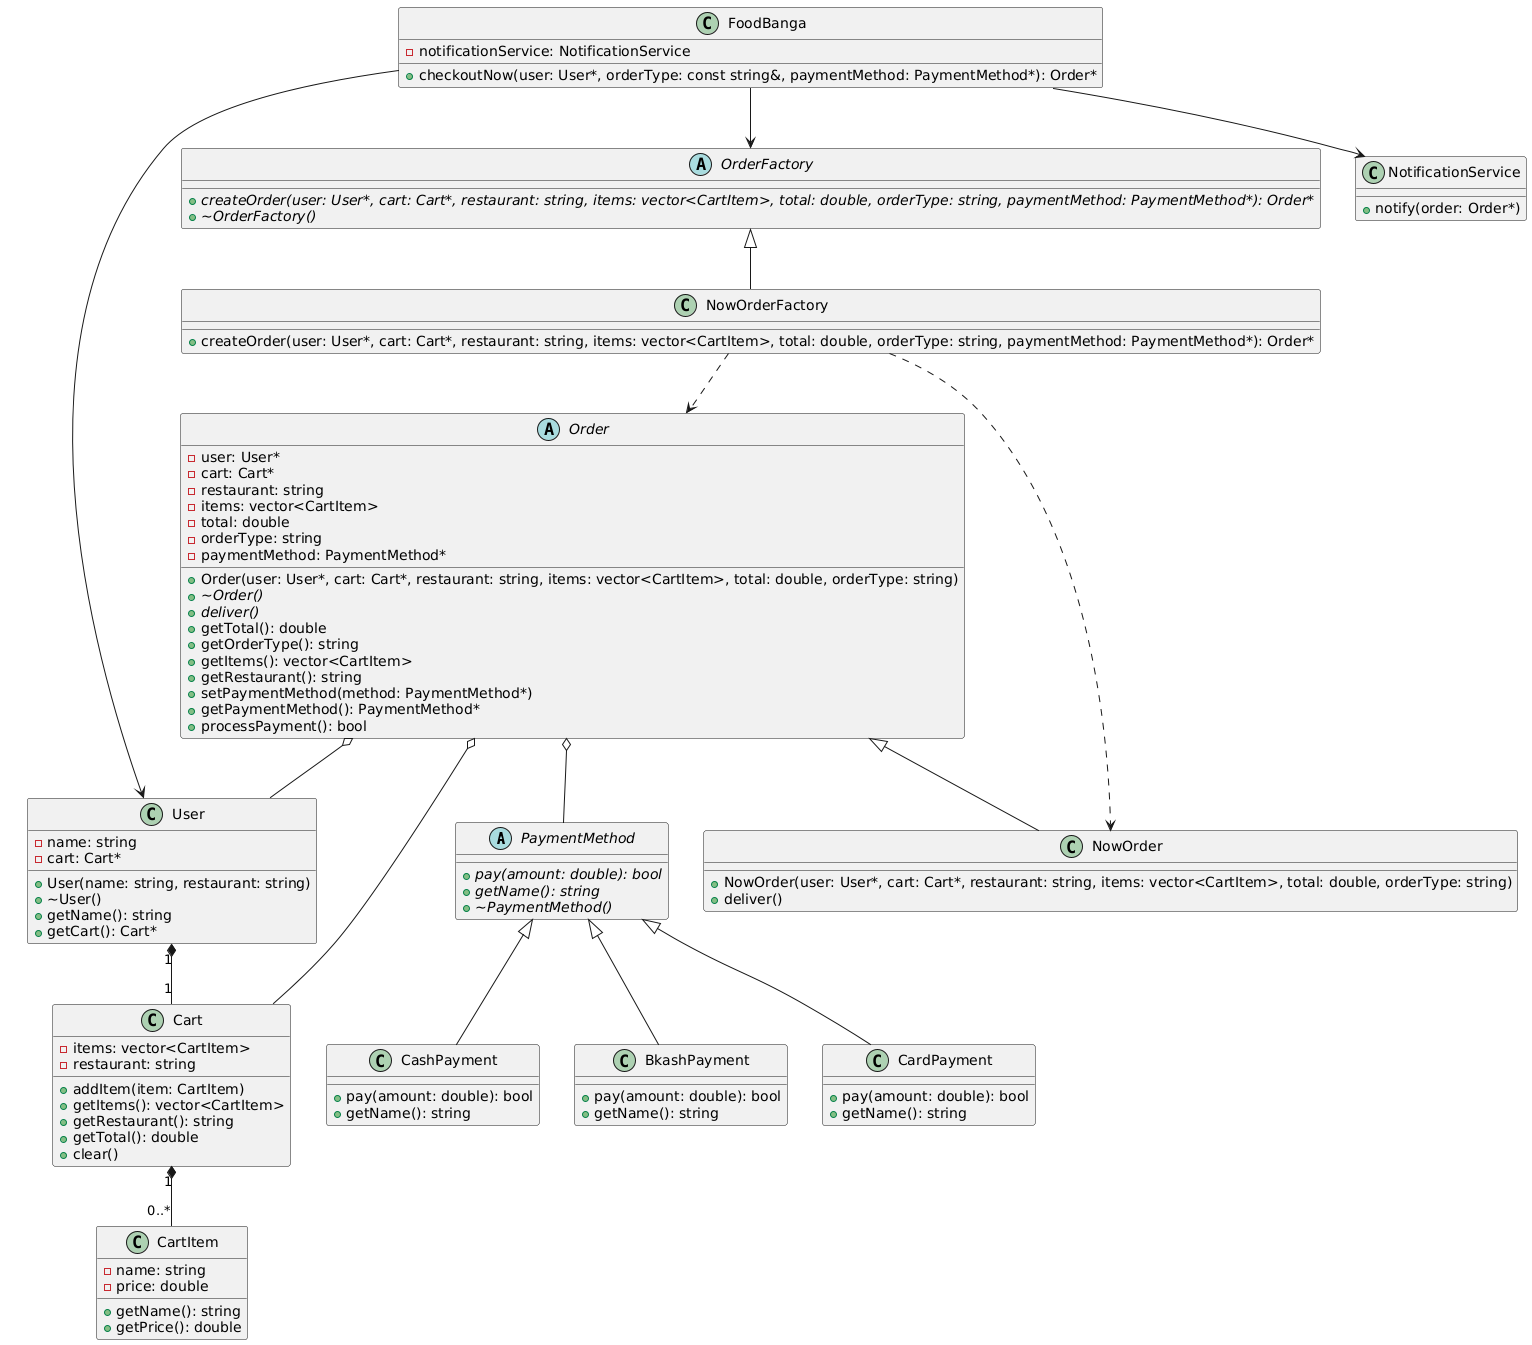 C FoodBanga
notificationService: NotificationService
checkoutNow(user: User*, orderType: const string&, paymentMethod: PaymentMethod*): Order*
A OrderFactory
createOrder(user: User*, cart: Cart*, restaurant: string, items: vector<CartItem>, total: double, orderType: string, paymentMethod: PaymentMethod*): Order*
~OrderFactory()
C NotificationService
notify(order: Order*)
C NowOrderFactory
createOrder(user: User*, cart: Cart*, restaurant: string, items: vector<CartItem>, total: double, orderType: string, paymentMethod: PaymentMethod*): Order*
A Order
user: User*
cart: Cart*
restaurant: string
items: vector<CartItem>
total: double
orderType: string
paymentMethod: PaymentMethod*
Order(user: User*, cart: Cart*, restaurant: string, items: vector<CartItem>, total: double, orderType: string)
~Order()
deliver()
getTotal(): double
getOrderType(): string
getItems(): vector<CartItem>
getRestaurant(): string
setPaymentMethod(method: PaymentMethod*)
getPaymentMethod(): PaymentMethod*
processPayment(): bool
C User
name: string
cart: Cart*
User(name: string, restaurant: string)
~User()
getName(): string
getCart(): Cart*
A PaymentMethod
pay(amount: double): bool
getName(): string
~PaymentMethod()
C NowOrder
NowOrder(user: User*, cart: Cart*, restaurant: string, items: vector<CartItem>, total: double, orderType: string)
deliver()
1
1
C Cart
items: vector<CartItem>
restaurant: string
addItem(item: CartItem)
getItems(): vector<CartItem>
getRestaurant(): string
getTotal(): double
clear()
C CashPayment
pay(amount: double): bool
getName(): string
C BkashPayment
pay(amount: double): bool
getName(): string
C CardPayment
pay(amount: double): bool
getName(): string
1
0..*
C CartItem
name: string
price: double
getName(): string
getPrice(): double